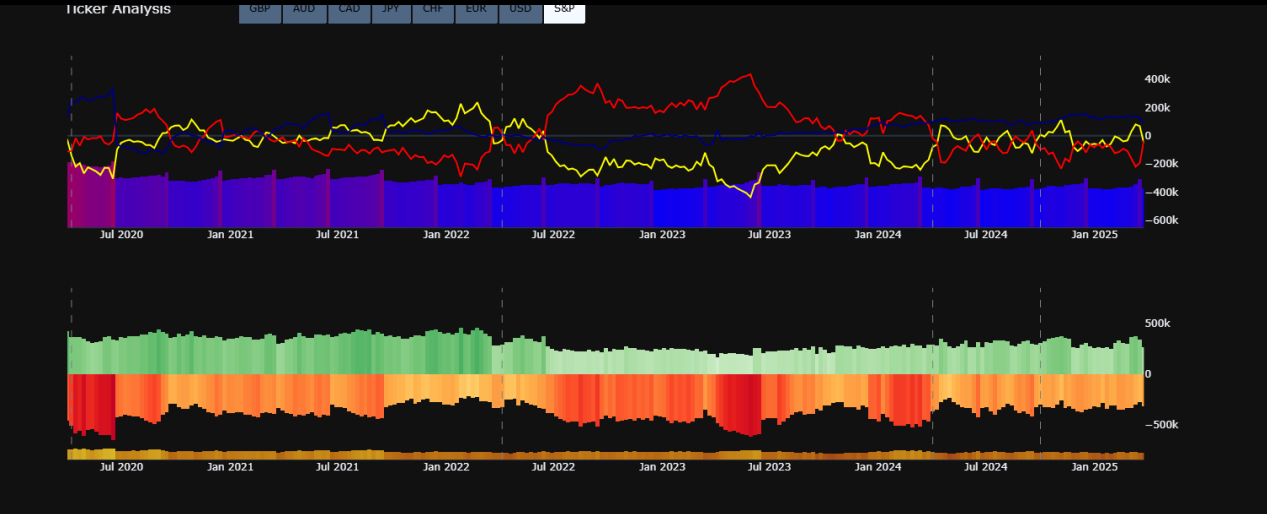 Ticker Analysis
GBP AUD CAD JPY CHF EUR USD S&P
400k
200k
0
−200k
−400k
−600k
Jul 2020 Jan 2021 Jul 2021 Jan 2022 Jul 2022 Jan 2023 Jul 2023 Jan 2024 Jul 2024 Jan 2025
500k
0
−500k
Jul 2020 Jan 2021 Jul 2021 Jan 2022 Jul 2022 Jan 2023 Jul 2023 Jan 2024 Jul 2024 Jan 2025